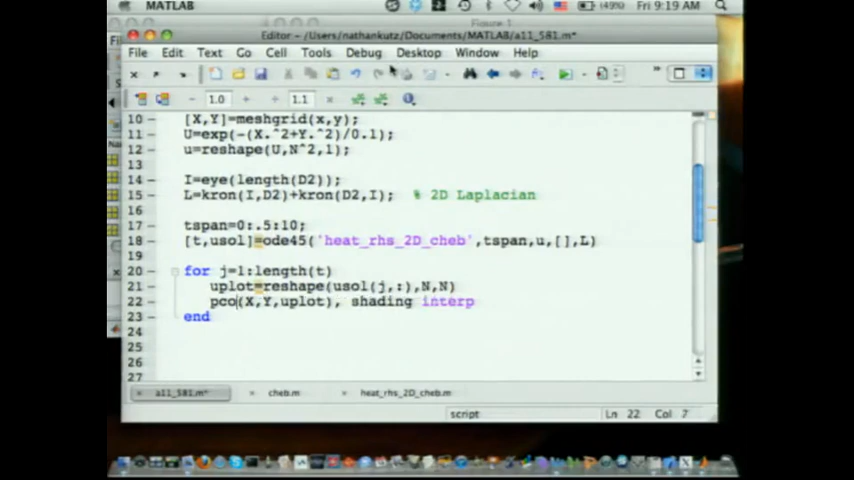 MATLAB (49%) Fri 9:19 AM
Figure 1
Editor - /Users/nathankutz/Documents/MATLAB/a11_581.m*
File Edit Text Go Cell Tools Debug Desktop Window Help
1.0 1.1
10 [X,Y]=meshgrid(x,y);
11 U=exp(-(X.^2+Y.^2)/0.1);
12 u=reshape(U,N^2,1);
13
14 I=eye(length(D2));
15 L=kron(I,D2)+kron(D2,I); % 2D Laplacian
16
17 tspan=0:.5:10;
18 [t,usol]=ode45('heat_rhs_2D_cheb',tspan,u,[],L)
19
20 for j=1:length(t)
21 uplot=reshape(usol(j,:),N,N)
22 pco(X,Y,uplot), shading interp
23 end
24
25
26
27
a11_581.m* cheb.m heat_rhs_2D_cheb.m
script Ln 22 Col 7